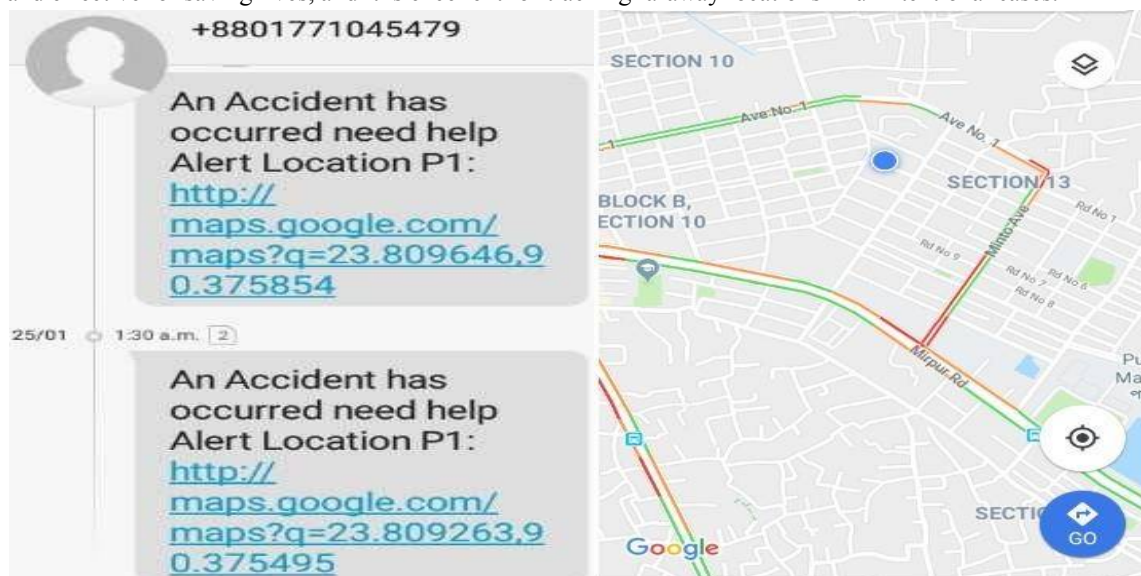 +8801771045479
An Accident has
occurred need help
Alert Location P1:
http://
maps.google.com/
maps?q=23.809646,9
0.375854
25/01 1:30 a.m. 2
An Accident has
occurred need help
Alert Location P1:
http://
maps.google.com/
maps?q=23.809263,9
0.375495
SECTION 10
Ave No. 1
Ave No. 1
SECTION 13
BLOCK B,
ECTION 10
Rd No 1
Minto Ave
Rd No 9
Rd No 7
Rd No 6
Rd No 8
Mirpur Rd
Pu
Ma
SECTIO
GO
Google